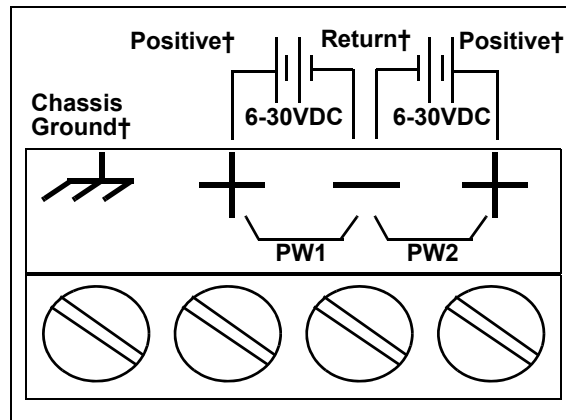 Positive† Return† Positive†
Chassis
Ground†
6-30VDC 6-30VDC
PW1 PW2